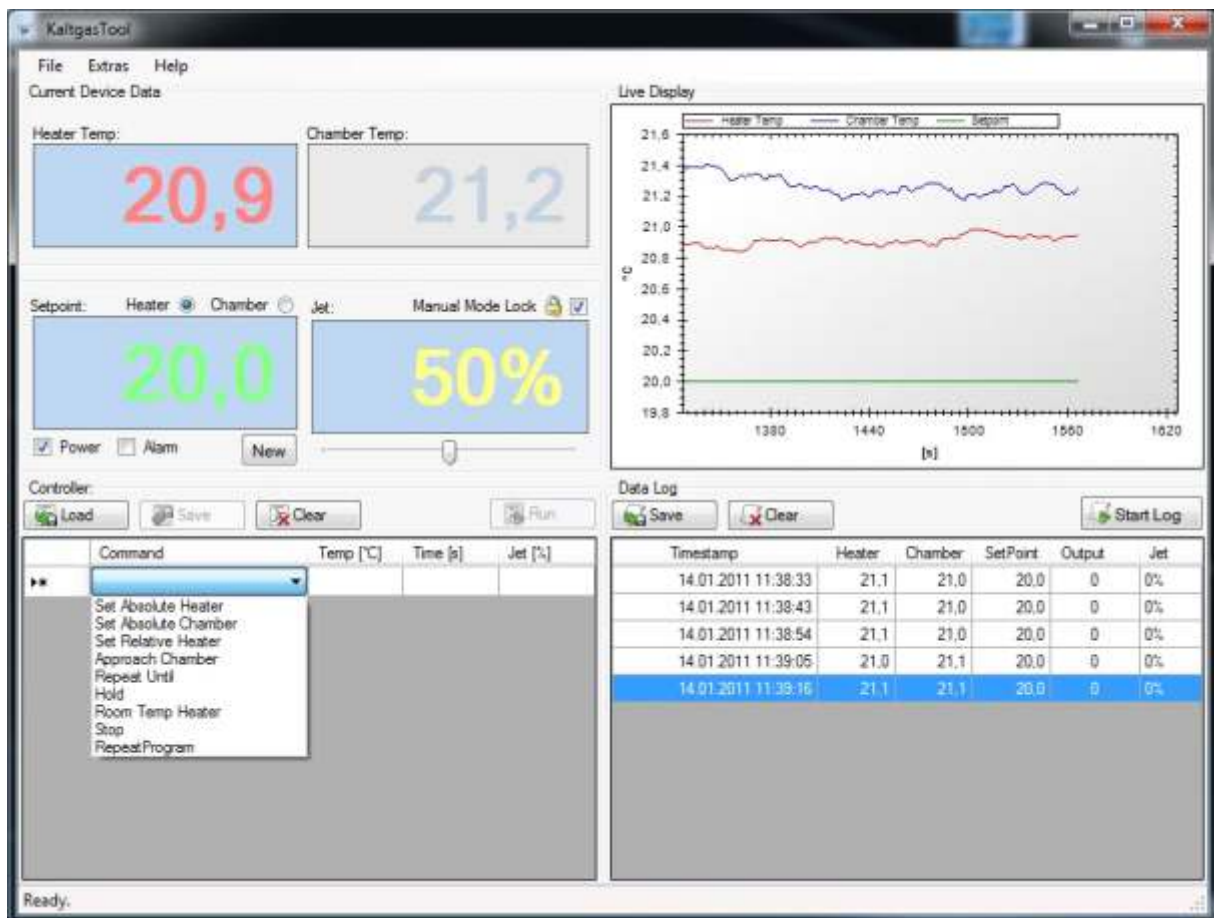 KaltgasTool
File Extras Help
Current Device Data
Heater Temp:
Chamber Temp:
20,9
21,2
Setpoint: Heater Chamber
Jet: Manual Mode Lock
20,0
50%
Power Alarm New
Live Display
Heater Temp Chamber Temp Setpoint
21,6
21,4
21,2
21,0
20,8
20,6
20,4
20,2
20,0
19,8
°C
1380 1440 1500 1560 1620
[s]
Controller:
Load Save Clear Run
Command Temp [°C] Time [s] Jet [%]
Set Absolute Heater
Set Absolute Chamber
Set Relative Heater
Approach Chamber
Repeat Until
Hold
Room Temp Heater
Stop
RepeatProgram
Data Log
Save Clear Start Log
Timestamp Heater Chamber SetPoint Output Jet
14.01.2011 11:38:33 21,1 21,0 20,0 0 0%
14.01.2011 11:38:43 21,1 21,0 20,0 0 0%
14.01.2011 11:38:54 21,1 21,0 20,0 0 0%
14.01.2011 11:39:05 21,0 21,1 20,0 0 0%
14.01.2011 11:39:16 21,1 21,1 20,0 0 0%
Ready.